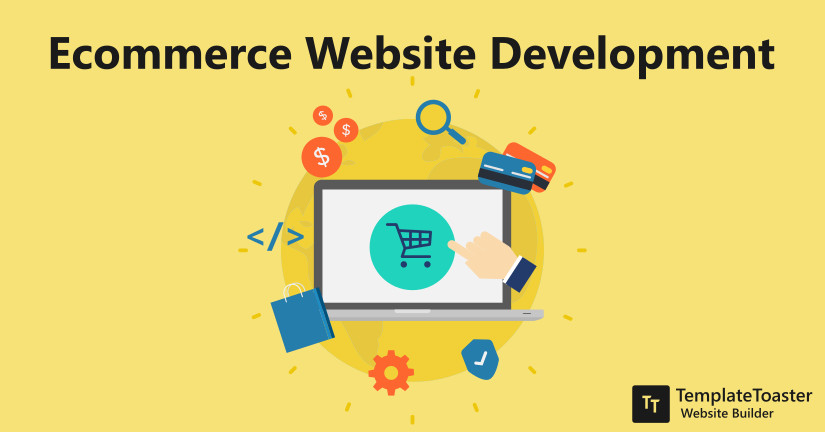 Ecommerce Website Development
$
$
$
</>
TT
TemplateToaster
Website Builder